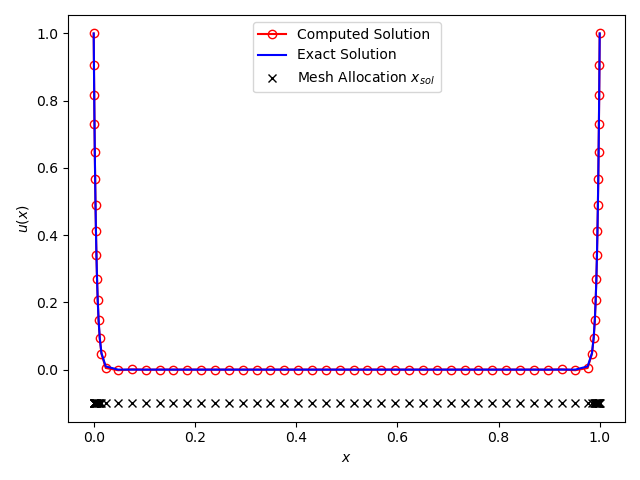 Computed Solution
Exact Solution
Mesh Allocation $x_{sol}$
1.0
0.8
0.6
0.4
0.2
0.0
u(x)
0.0 0.2 0.4 0.6 0.8 1.0
x